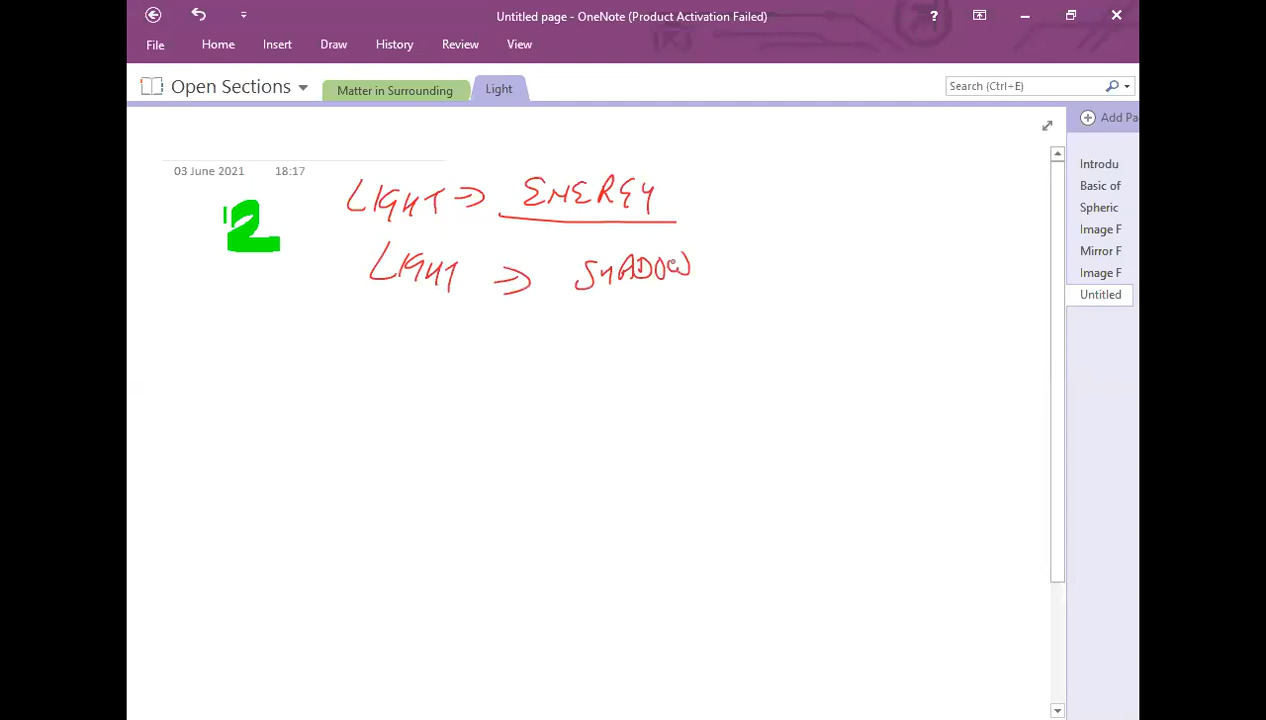 Untitled page - OneNote (Product Activation Failed)
?
File Home Insert Draw History Review View
Open Sections Matter in Surrounding Light
Search (Ctrl+E)
Add Pa
03 June 2021 18:17
2
LIGHT ⇒ ENERGY
LIGHT ⇒ SHADOW
Introdu
Basic of
Spheric
Image F
Mirror F
Image F
Untitled